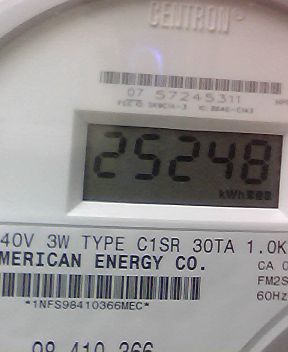 CENTRON®
07 57245311
25248
kWh
40V 3W TYPE C1SR 30TA 1.0K
MERICAN ENERGY CO.
CA 0
FM2S
60Hz
*1NFS98410366MEC*
98 410 366